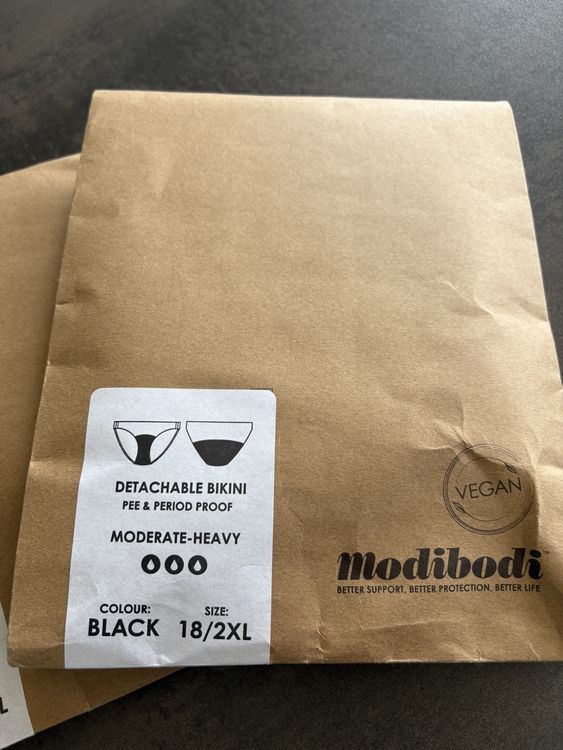 DETACHABLE BIKINI
PEE & PERIOD PROOF
MODERATE-HEAVY
COLOUR:
BLACK
SIZE:
18/2XL
VEGAN
modibodi™
BETTER SUPPORT, BETTER PROTECTION, BETTER LIFE
L